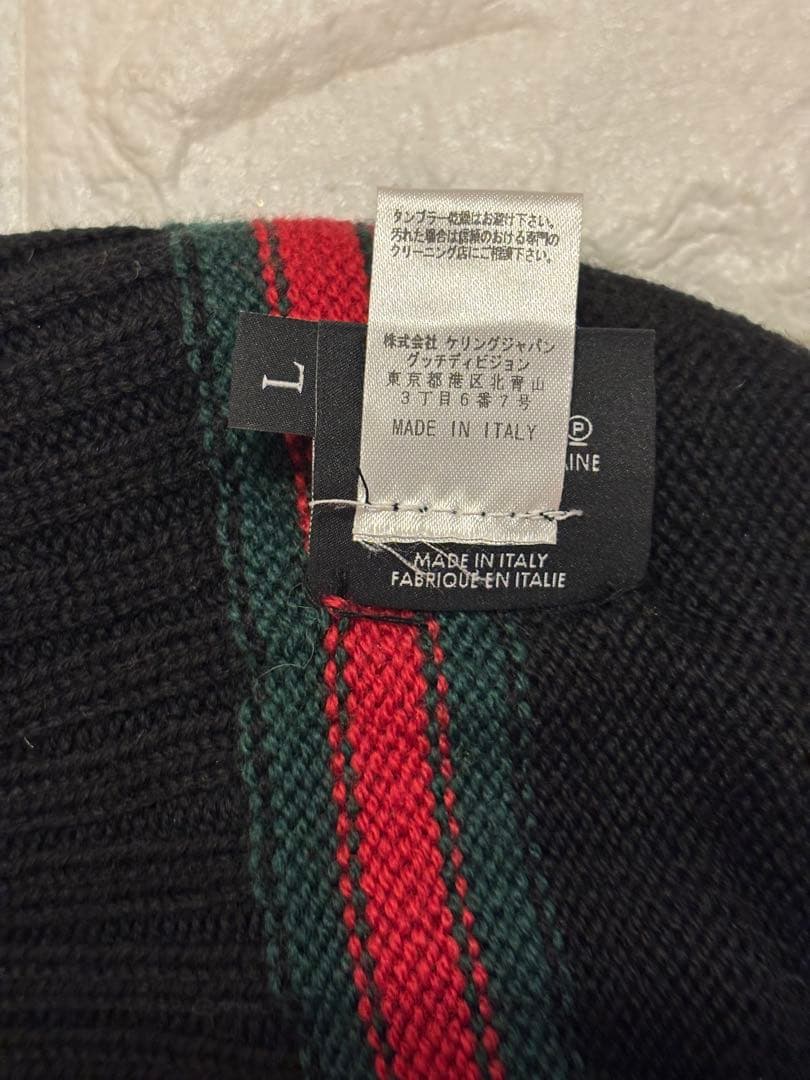 タンブラー乾燥はお避け下さい。
汚れた場合は信頼のおける専門の
クリーニング店にご相談下さい。
L
株式会社 ケリングジャパン
グッチディビジョン
東京都港区北青山
3丁目6番7号
MADE IN ITALY
P
AINE
MADE IN ITALY
FABRIQUE EN ITALIE